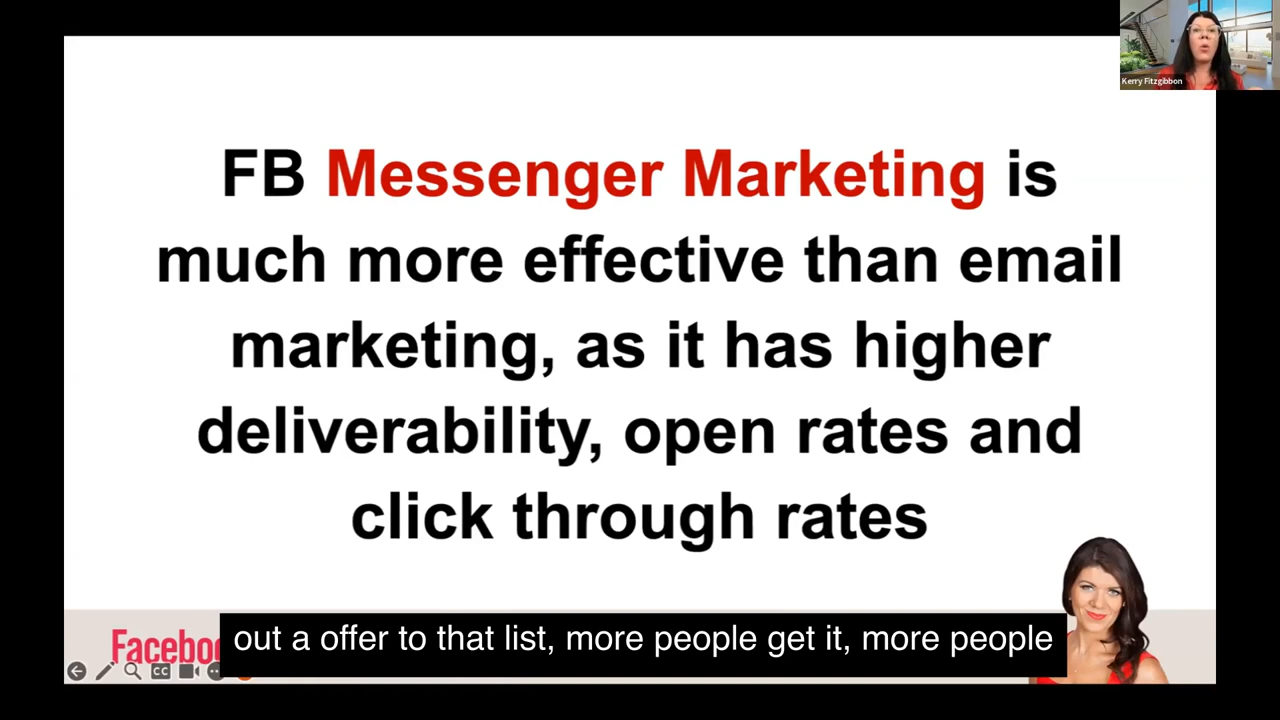 Kerry Fitzgibbon
FB Messenger Marketing is
much more effective than email
marketing, as it has higher
deliverability, open rates and
click through rates
Facebo
out a offer to that list, more people get it, more people
CC